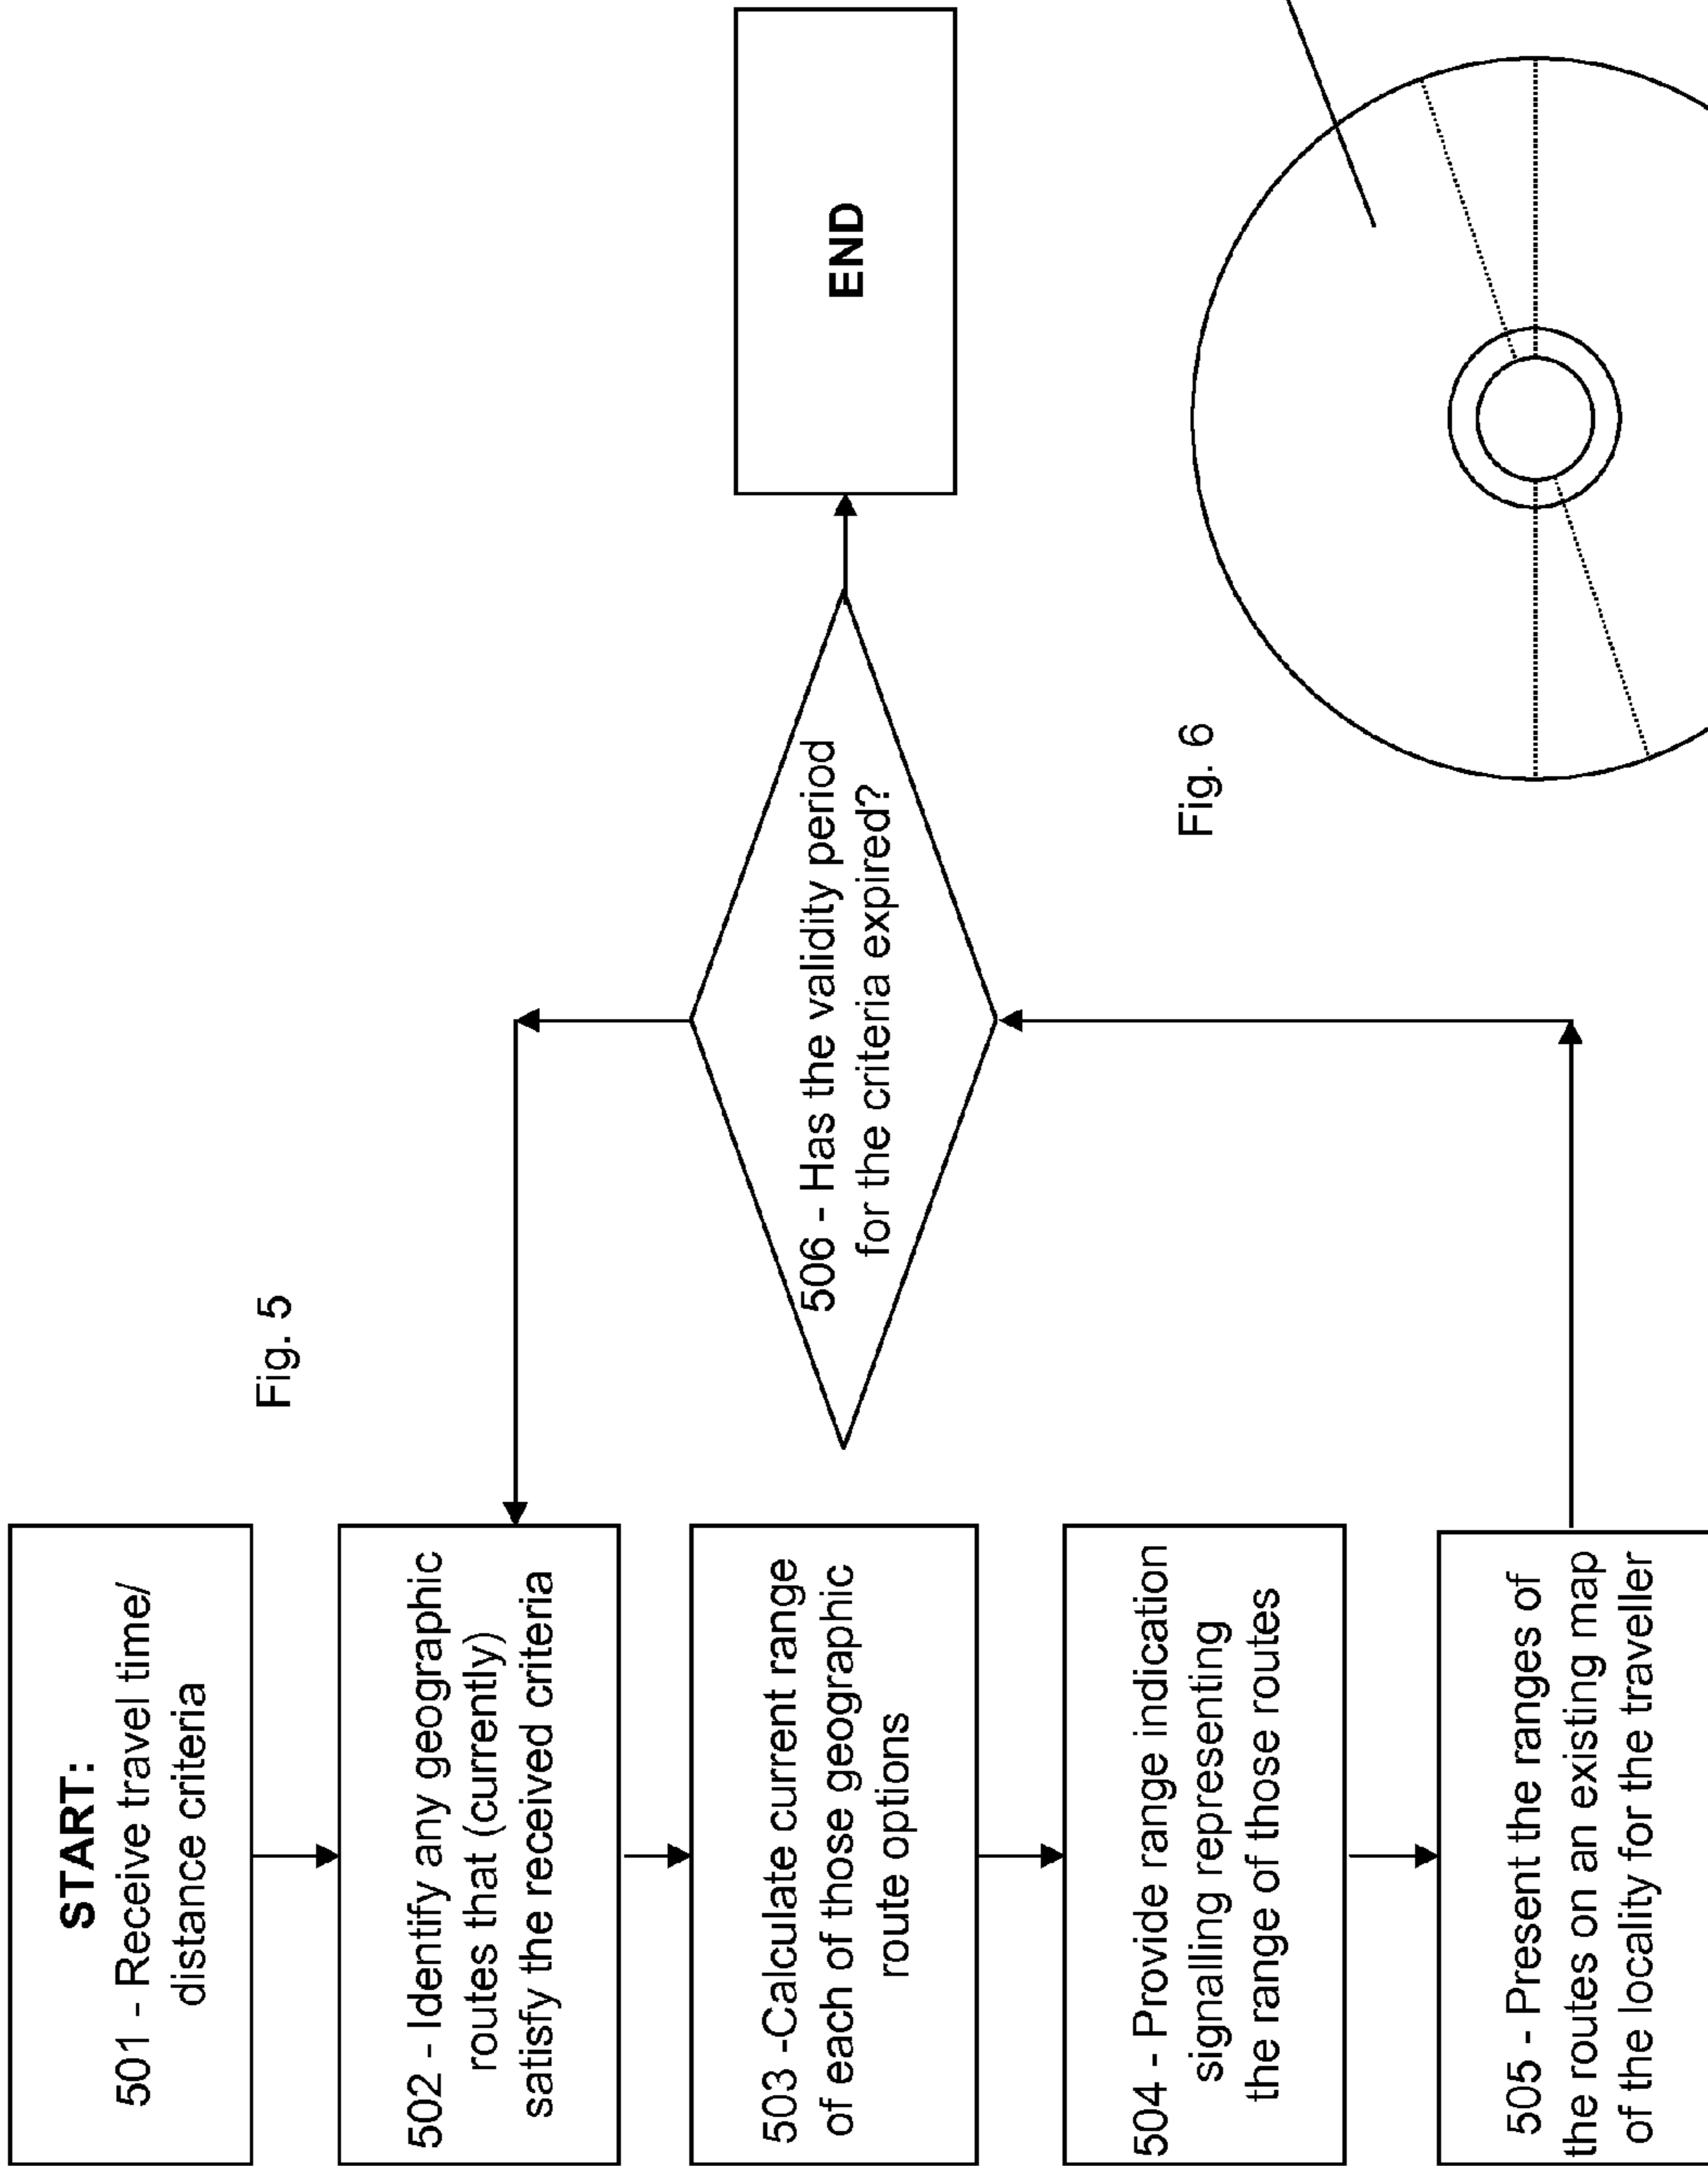 Fig. 5
START:
501 - Receive travel time/
distance criteria
502 - Identify any geographic
routes that (currently)
satisfy the received criteria
503 -Calculate current range
of each of those geographic
route options
504 - Provide range indication
signalling representing
the range of those routes
505 - Present the ranges of
the routes on an existing map
of the locality for the traveller
506 - Has the validity period
for the criteria expired?
END
Fig. 6